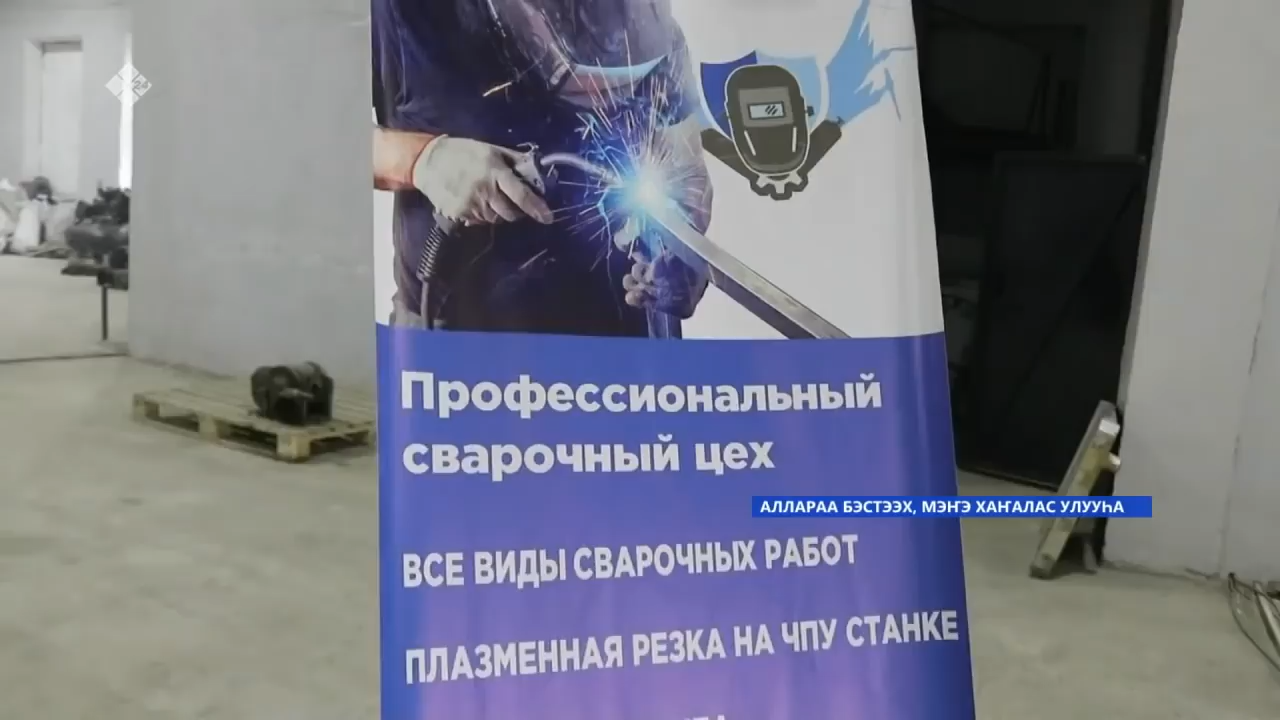 Профессиональный
сварочный цех
АЛЛАРАА БЭСТЭЭХ, МЭҤЭ ХАҤАЛАС УЛУУҺА
ВСЕ ВИДЫ СВАРОЧНЫХ РАБОТ
ПЛАЗМЕННАЯ РЕЗКА НА ЧПУ СТАНКЕ